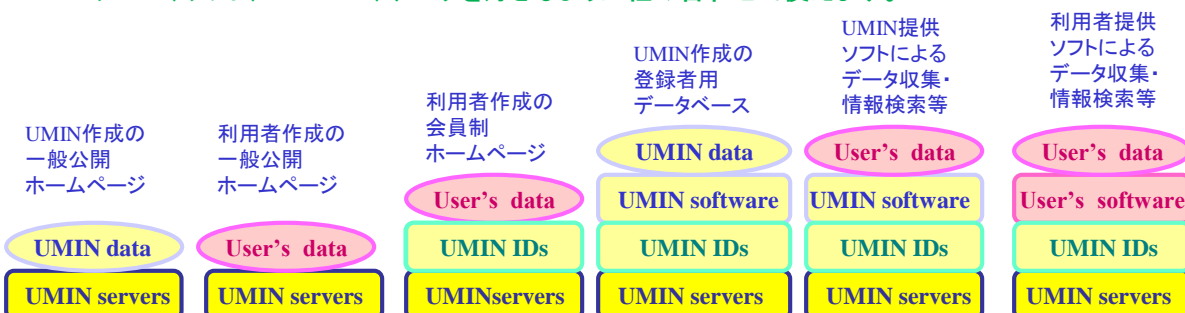 UMIN作成の
一般公開
ホームページ
UMIN data
UMIN servers
利用者作成の
一般公開
ホームページ
User's data
UMIN servers
利用者作成の
会員制
ホームページ
User's data
UMIN IDs
UMINservers
UMIN作成の
登録者用
データベース
UMIN data
UMIN software
UMIN IDs
UMIN servers
UMIN提供
ソフトによる
データ収集・
情報検索等
User's data
UMIN software
UMIN IDs
UMIN servers
利用者提供
ソフトによる
データ収集・
情報検索等
User's data
User's software
UMIN IDs
UMIN servers